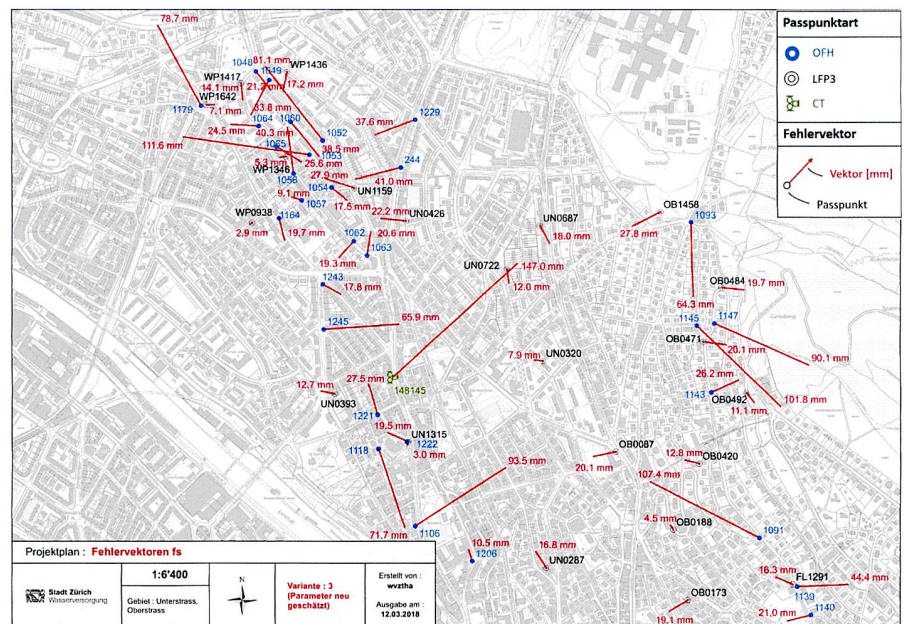 78.7 mm
1048
81.1 mm
1049
WP1436
WP1417
14.1 mm
21.2
17.2 mm
WP1642
7.1 mm
33.8 mm
1179
1064
1050
1229
24.5 mm
40.3 mm
37.6 mm
1052
111.6 mm
1065
38.5 mm
1053
5.3 mm
25.6 mm
244
WP1346
1056
27.9 mm
41.0 mm
1054
UN1159
9.1 mm
1057
17.5 mm
WP0938
1164
22.2 mm
UN0426
2.9 mm
19.7 mm
1062
20.6 mm
1063
19.3 mm
UN0687
18.0 mm
OB1458
1093
27.8 mm
1243
17.8 mm
UN0722
147.0 mm
12.0 mm
OB0484
19.7 mm
64.3 mm
1245
65.9 mm
1145
1147
OB0471
20.1 mm
90.1 mm
7.9 mm
UN0320
26.2 mm
12.7 mm
27.5 mm
148145
1143
OB0492
101.8 mm
11.1 mm
UN0393
1221
19.5 mm
UN1315
1222
3.0 mm
1118
OB0087
20.1 mm
12.8 mm
OB0420
93.5 mm
107.4 mm
4.5 mm
OB0188
71.7 mm
1106
1091
10.5 mm
1206
16.8 mm
UN0287
16.3 mm
FL1291
44.4 mm
1139
OB0173
19.1 mm
21.0 mm
1140
Passpunktart
OFH
LFP3
CT
Fehlervektor
Vektor [mm]
Passpunkt
Projektplan : Fehlervektoren fs
Stadt Zürich
Wasserversorgung
1:6'400
Gebiet : Unterstrass,
Oberstrass
N
Variante : 3
(Parameter neu
geschätzt)
Erstellt von :
wvztha
Ausgabe am :
12.03.2018